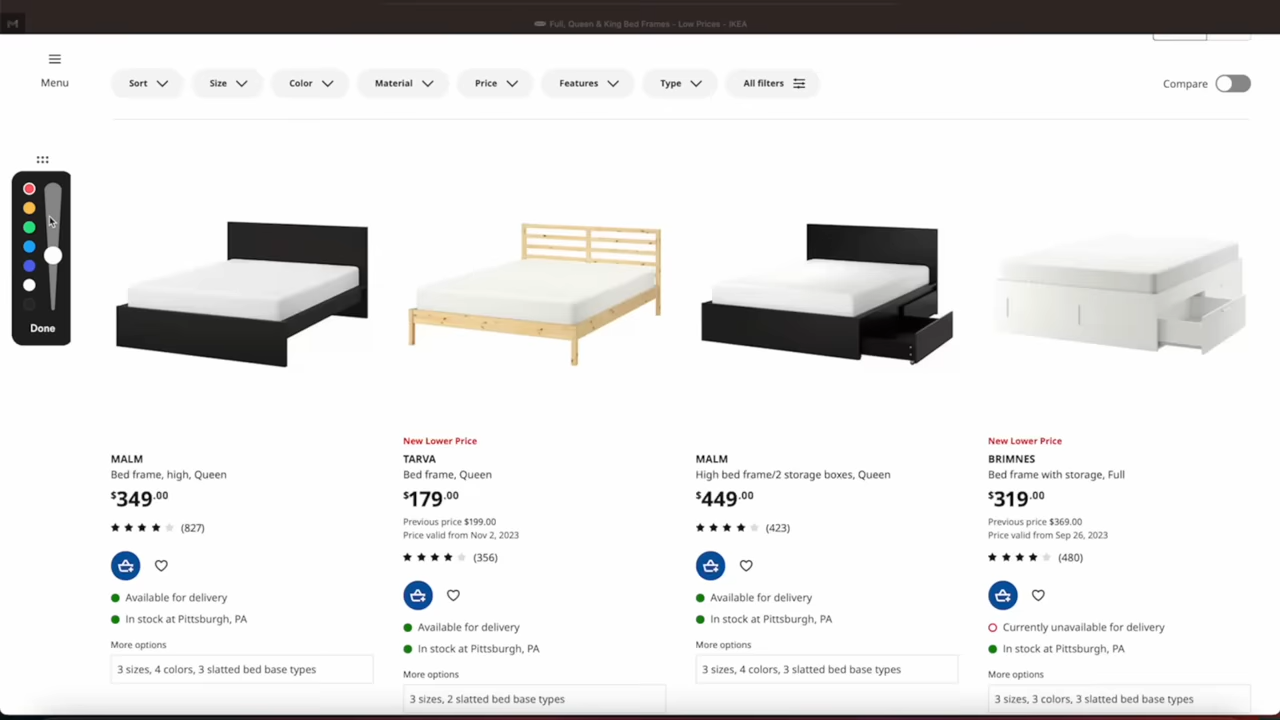 Full, Queen & King Bed Frames - Low Prices - IKEA
Menu
Sort
Size
Color
Material
Price
Features
Type
All filters
Compare
Done
MALM
Bed frame, high, Queen
$349.00
(827)
Available for delivery
In stock at Pittsburgh, PA
More options
3 sizes, 4 colors, 3 slatted bed base types
New Lower Price
TARVA
Bed frame, Queen
$179.00
Previous price $199.00
Price valid from Nov 2, 2023
(356)
Available for delivery
In stock at Pittsburgh, PA
More options
3 sizes, 2 slatted bed base types
MALM
High bed frame/2 storage boxes, Queen
$449.00
(423)
Available for delivery
In stock at Pittsburgh, PA
More options
3 sizes, 4 colors, 3 slatted bed base types
New Lower Price
BRIMNES
Bed frame with storage, Full
$319.00
Previous price $369.00
Price valid from Sep 26, 2023
(480)
Currently unavailable for delivery
In stock at Pittsburgh, PA
More options
3 sizes, 3 colors, 3 slatted bed base types